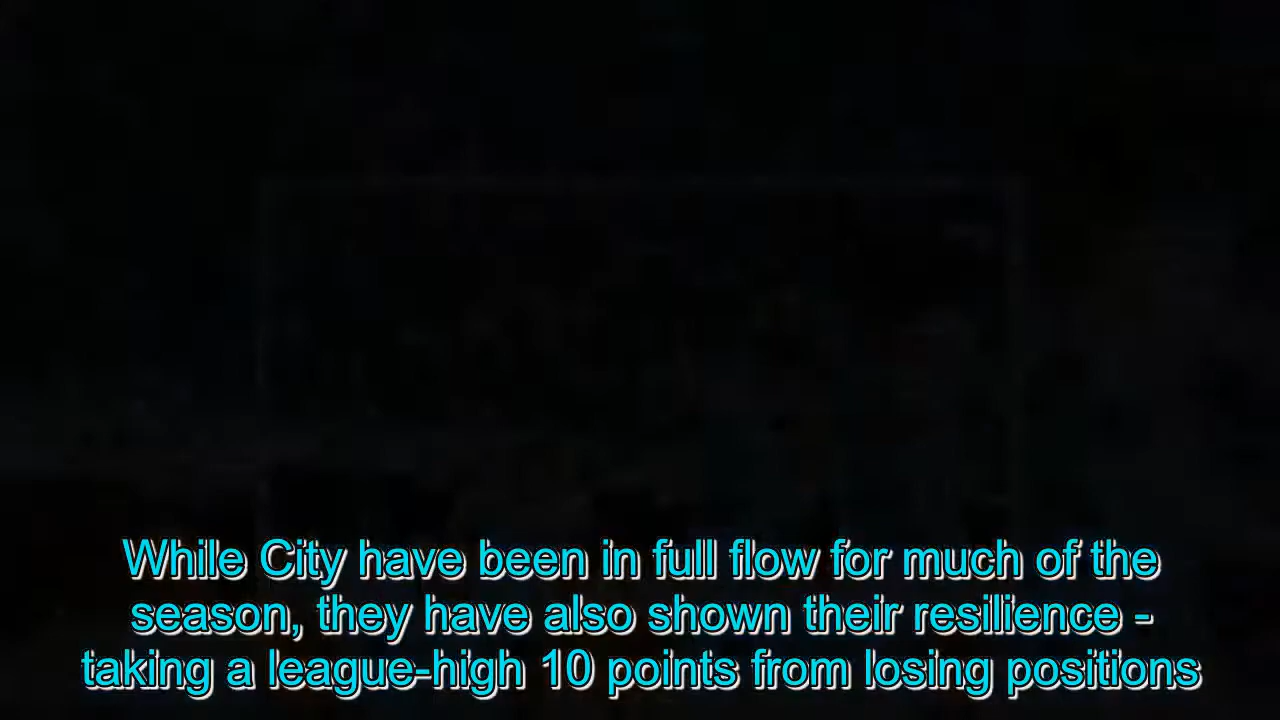 While City have been in full flow for much of the
season, they have also shown their resilience -
taking a league-high 10 points from losing positions